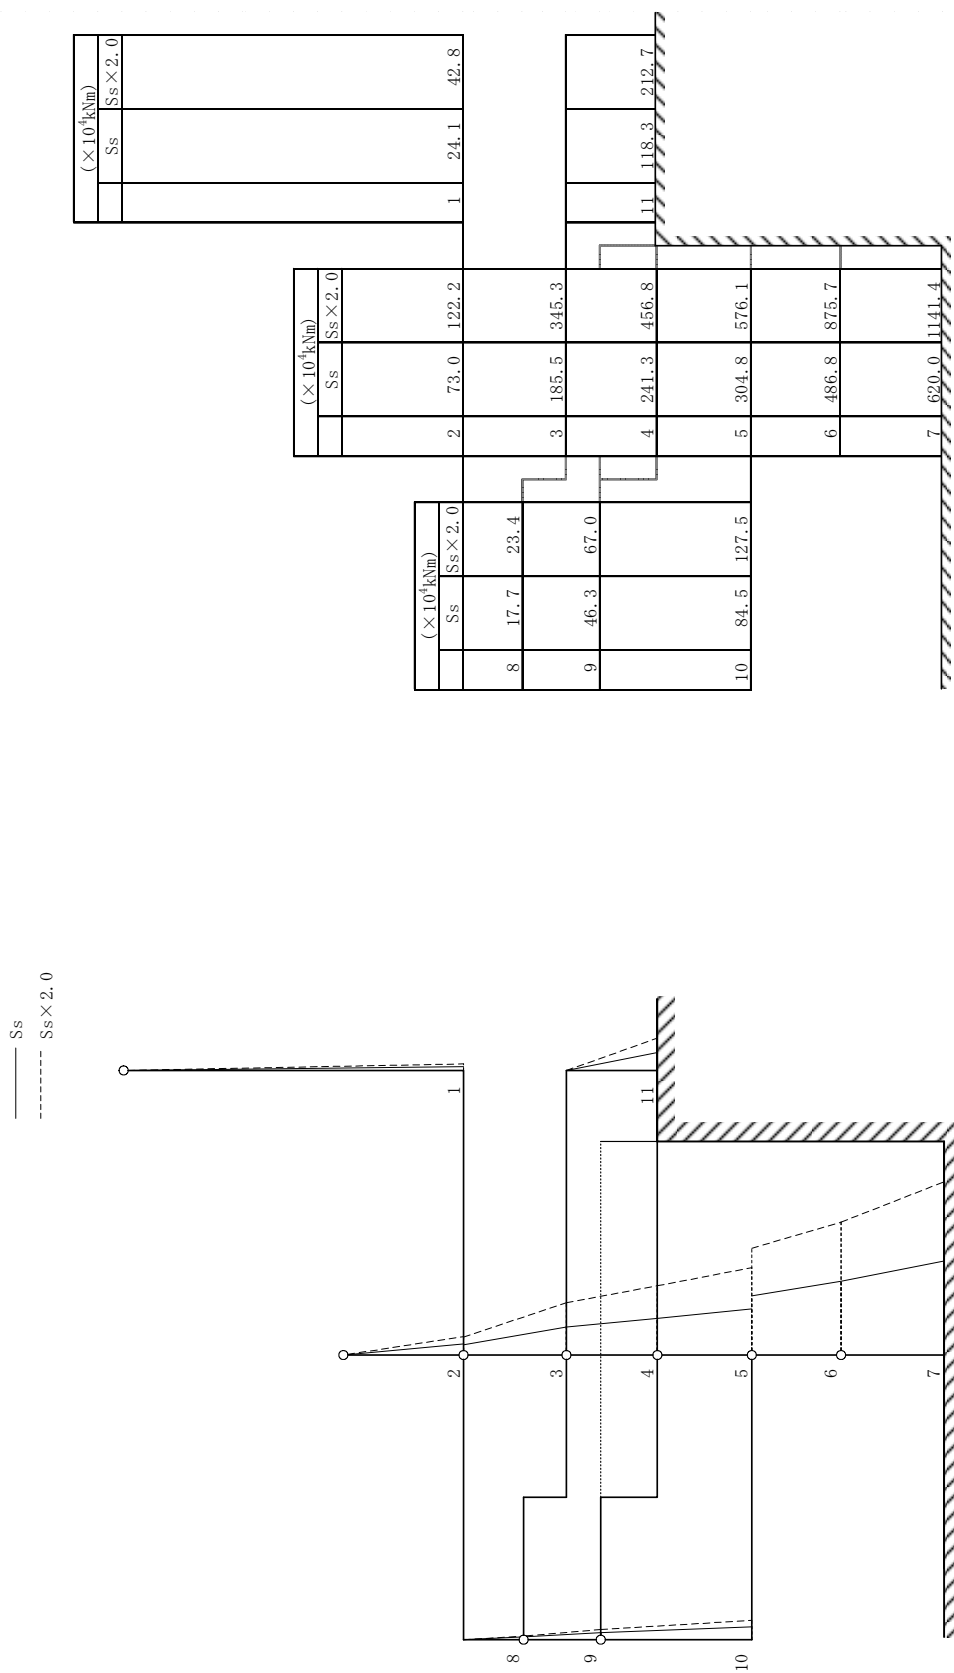 (×10⁴kNm)
Ss Ss×2.0
1 24.1 42.8
11 118.3 212.7
(×10⁴kNm)
Ss Ss×2.0
2 73.0 122.2
3 185.5 345.3
4 241.3 456.8
5 304.8 576.1
6 486.8 875.7
7 620.0 1141.4
(×10⁴kNm)
Ss Ss×2.0
8 17.7 23.4
9 46.3 67.0
10 84.5 127.5
Ss
Ss×2.0
1
11
2
3
4
5
6
7
8
9
10